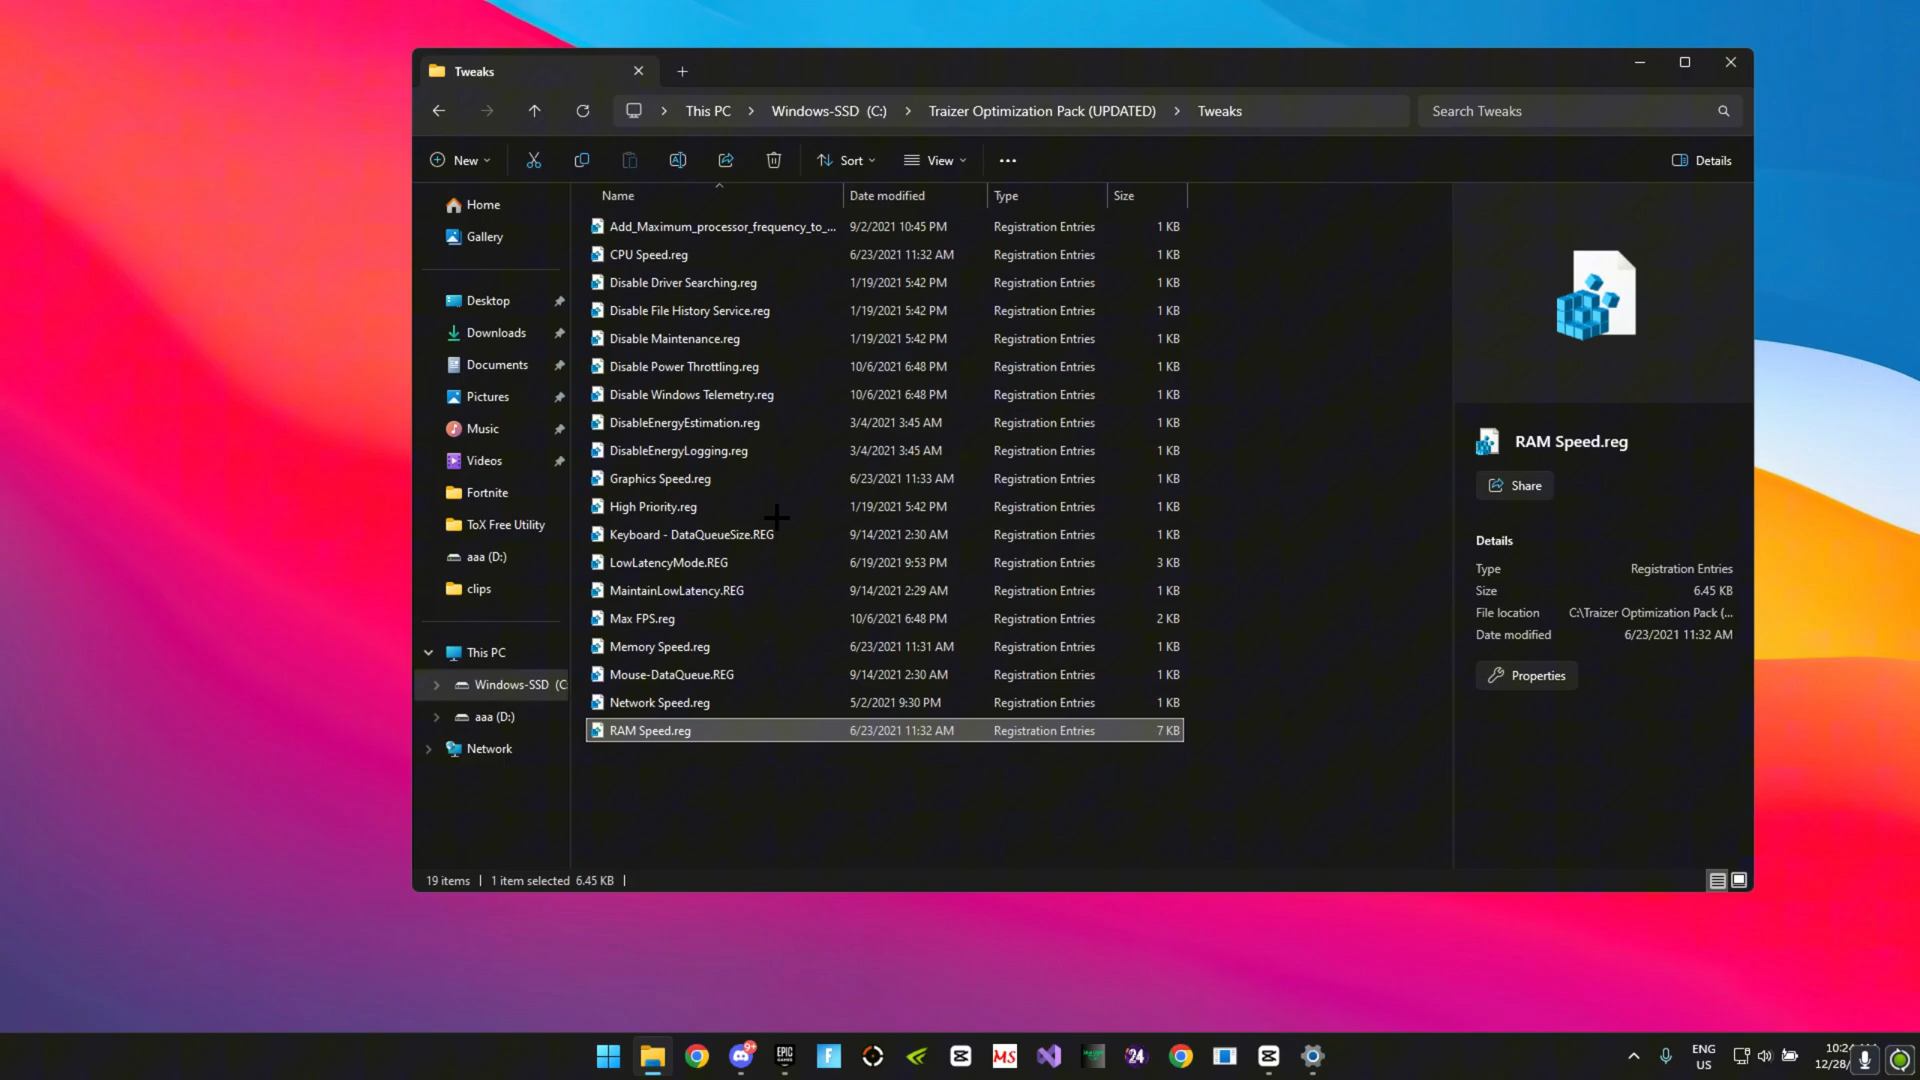 Tweaks
This PC
Windows-SSD (C:)
Traizer Optimization Pack (UPDATED)
Tweaks
Search Tweaks
New
Sort
View
Details
Home
Gallery
Desktop
Downloads
Documents
Pictures
Music
Videos
Fortnite
ToX Free Utility
aaa (D:)
clips
This PC
Windows-SSD (C:
aaa (D:)
Network
Name Date modified Type Size
Add_Maximum_processor_frequency_to_... 9/2/2021 10:45 PM Registration Entries 1 KB
CPU Speed.reg 6/23/2021 11:32 AM Registration Entries 1 KB
Disable Driver Searching.reg 1/19/2021 5:42 PM Registration Entries 1 KB
Disable File History Service.reg 1/19/2021 5:42 PM Registration Entries 1 KB
Disable Maintenance.reg 1/19/2021 5:42 PM Registration Entries 1 KB
Disable Power Throttling.reg 10/6/2021 6:48 PM Registration Entries 1 KB
Disable Windows Telemetry.reg 10/6/2021 6:48 PM Registration Entries 1 KB
DisableEnergyEstimation.reg 3/4/2021 3:45 AM Registration Entries 1 KB
DisableEnergyLogging.reg 3/4/2021 3:45 AM Registration Entries 1 KB
Graphics Speed.reg 6/23/2021 11:33 AM Registration Entries 1 KB
High Priority.reg 1/19/2021 5:42 PM Registration Entries 1 KB
Keyboard - DataQueueSize.REG 9/14/2021 2:30 AM Registration Entries 1 KB
LowLatencyMode.REG 6/19/2021 9:53 PM Registration Entries 3 KB
MaintainLowLatency.REG 9/14/2021 2:29 AM Registration Entries 1 KB
Max FPS.reg 10/6/2021 6:48 PM Registration Entries 2 KB
Memory Speed.reg 6/23/2021 11:31 AM Registration Entries 1 KB
Mouse-DataQueue.REG 9/14/2021 2:30 AM Registration Entries 1 KB
Network Speed.reg 5/2/2021 9:30 PM Registration Entries 1 KB
RAM Speed.reg 6/23/2021 11:32 AM Registration Entries 7 KB
RAM Speed.reg
Share
Details
Type Registration Entries
Size 6.45 KB
File location C:\Traizer Optimization Pack (...
Date modified 6/23/2021 11:32 AM
Properties
19 items | 1 item selected 6.45 KB |
9+
EPIC
GAMES
F
MS
24
ENG
US
10:24
12/28/